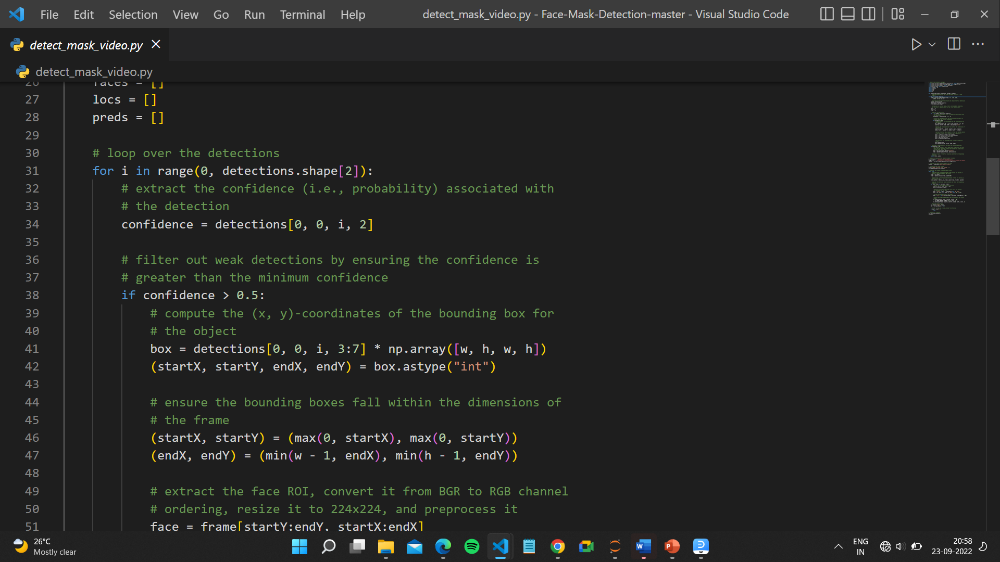 File Edit Selection View Go Run Terminal Help detect_mask_video.py - Face-Mask-Detection-master - Visual Studio Code
detect_mask_video.py
detect_mask_video.py
26 faces = []
27 locs = []
28 preds = []
29
30 # loop over the detections
31 for i in range(0, detections.shape[2]):
32 # extract the confidence (i.e., probability) associated with
33 # the detection
34 confidence = detections[0, 0, i, 2]
35
36 # filter out weak detections by ensuring the confidence is
37 # greater than the minimum confidence
38 if confidence > 0.5:
39 # compute the (x, y)-coordinates of the bounding box for
40 # the object
41 box = detections[0, 0, i, 3:7] * np.array([w, h, w, h])
42 (startX, startY, endX, endY) = box.astype("int")
43
44 # ensure the bounding boxes fall within the dimensions of
45 # the frame
46 (startX, startY) = (max(0, startX), max(0, startY))
47 (endX, endY) = (min(w - 1, endX), min(h - 1, endY))
48
49 # extract the face ROI, convert it from BGR to RGB channel
50 # ordering, resize it to 224x224, and preprocess it
51 face = frame[startY:endY, startX:endX]
26°C
Mostly clear
ENG
IN
20:58
23-09-2022